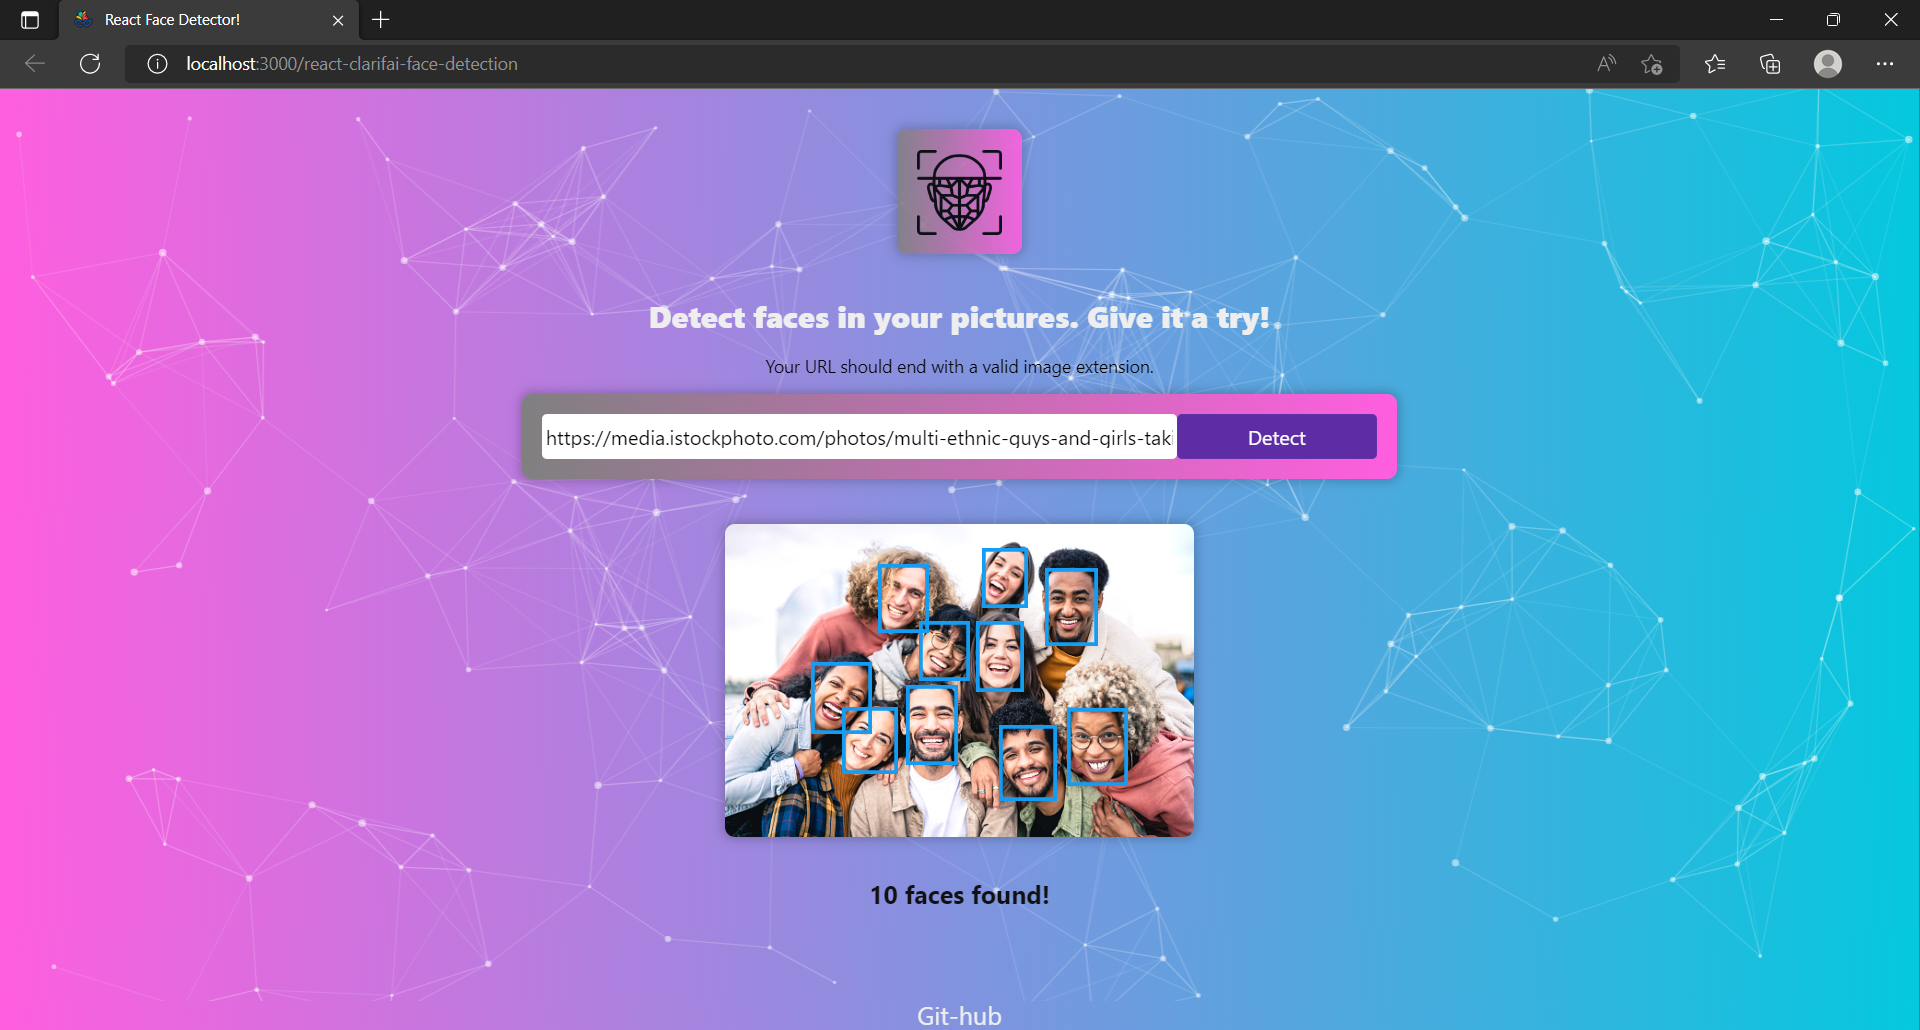 React Face Detector!
localhost:3000/react-clarifai-face-detection
Detect faces in your pictures. Give it a try!
Your URL should end with a valid image extension.
https://media.istockphoto.com/photos/multi-ethnic-guys-and-girls-taki
Detect
10 faces found!
Git-hub